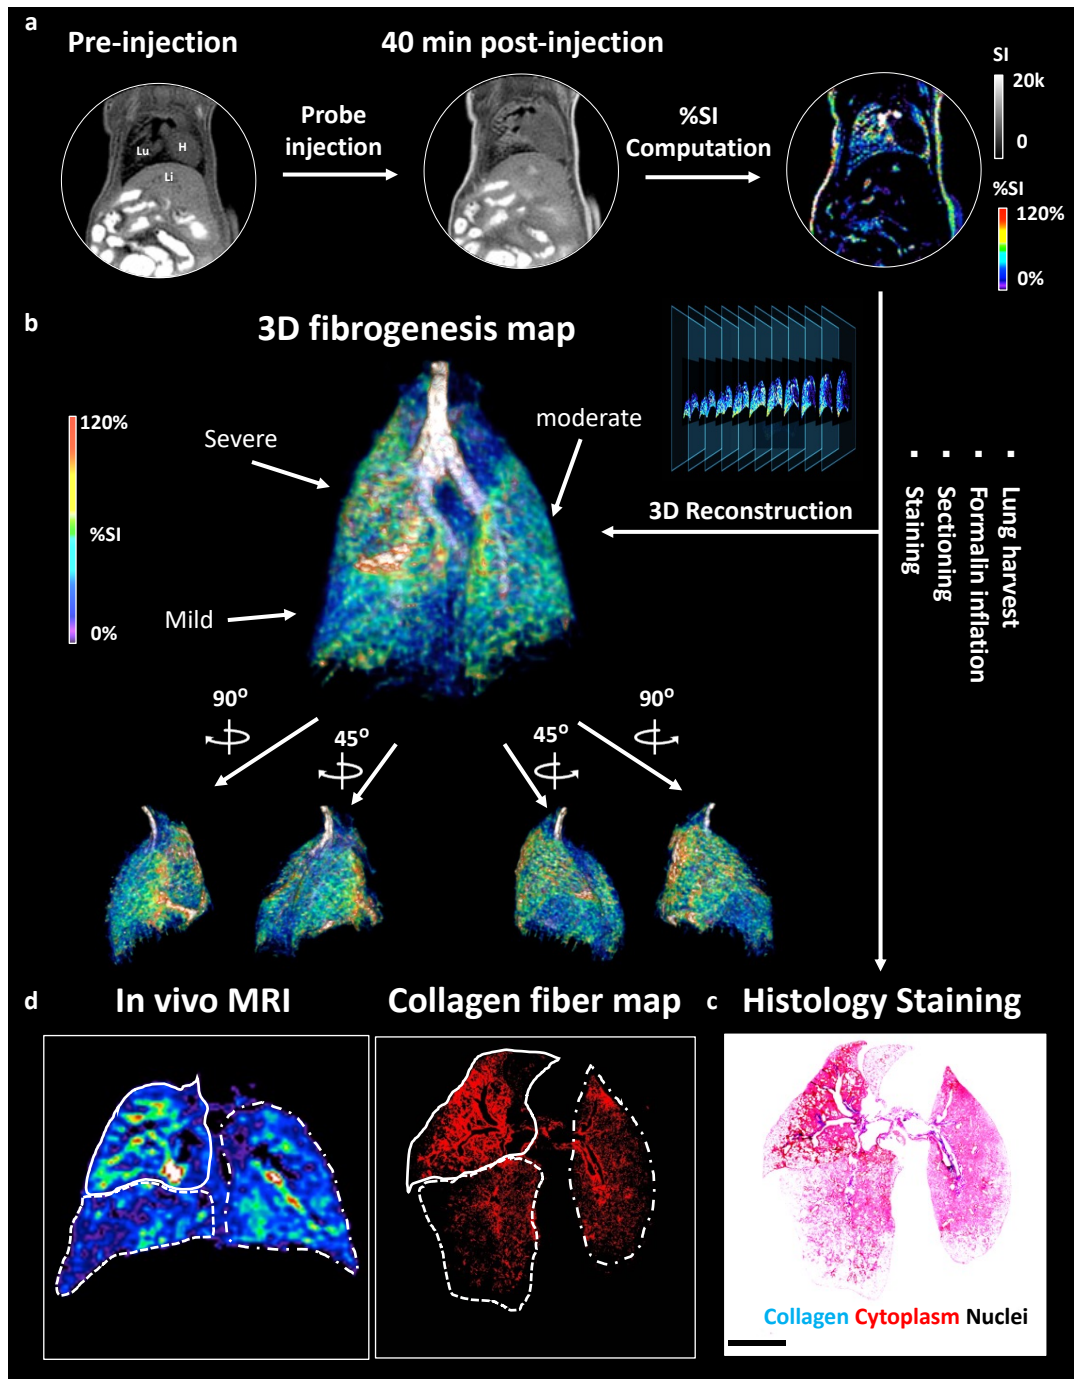 a
Pre-injection
40 min post-injection
Probe
injection
%SI
Computation
Lu
H
Li
SI
20k
0
%SI
120%
0%
b
3D fibrogenesis map
120%
%SI
0%
Severe
moderate
Mild
3D Reconstruction
▪ Lung harvest
▪ Formalin inflation
▪ Sectioning
▪ Staining
90°
45°
45°
90°
d
In vivo MRI
Collagen fiber map
c
Histology Staining
Collagen Cytoplasm Nuclei